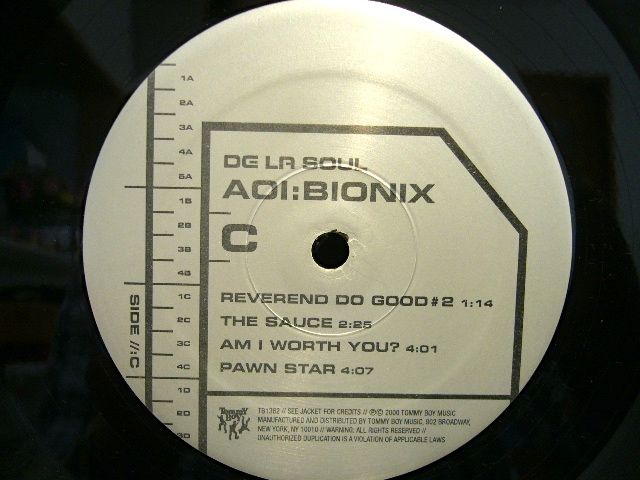 1A
2A
3A
4A
5A
1B
2B
3B
4B
1C
2C
3C
4C
1D
2D
3D
SIDE //:C
DE LA SOUL
AOI:BIONIX
C
REVEREND DO GOOD #2 1:14
THE SAUCE 2:25
AM I WORTH YOU? 4:01
PAWN STAR 4:07
Tommy Boy
TB1362 // SEE JACKET FOR CREDITS // ℗© 2000 TOMMY BOY MUSIC
MANUFACTURED AND DISTRIBUTED BY TOMMY BOY MUSIC, 902 BROADWAY,
NEW YORK, NY 10010 // WARNING: ALL RIGHTS RESERVED //
UNAUTHORIZED DUPLICATION IS A VIOLATION OF APPLICABLE LAWS